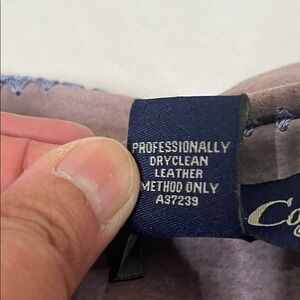 PROFESSIONALLY
DRYCLEAN
LEATHER
METHOD ONLY
A37239